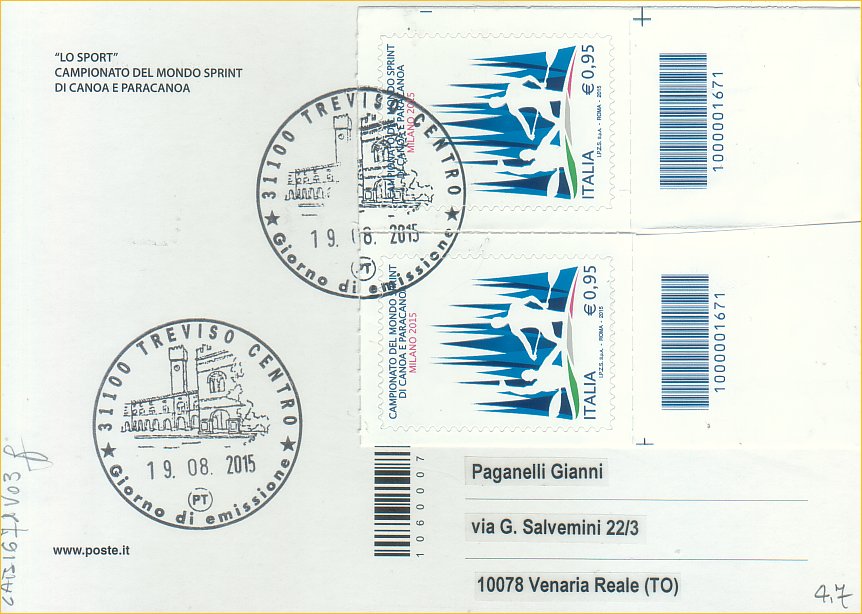 "LO SPORT"
CAMPIONATO DEL MONDO SPRINT
DI CANOA E PARACANOA
31100 TREVISO CENTRO
19. 08. 2015
PT
Giorno di emissione
CAMPIONATO DEL MONDO SPRINT
DI CANOA E PARACANOA
MILANO 2015
ITALIA
€ 0,95
I.P.Z.S. S.p.A. - ROMA - 2015
1000001671
CAMPIONATO DEL MONDO SPRINT
DI CANOA E PARACANOA
MILANO 2015
ITALIA
€ 0,95
I.P.Z.S. S.p.A. - ROMA - 2015
1000001671
31100 TREVISO CENTRO
19. 08. 2015
PT
Giorno di emissione
1060007
Paganelli Gianni
via G. Salvemini 22/3
10078 Venaria Reale (TO)
www.poste.it
4,7